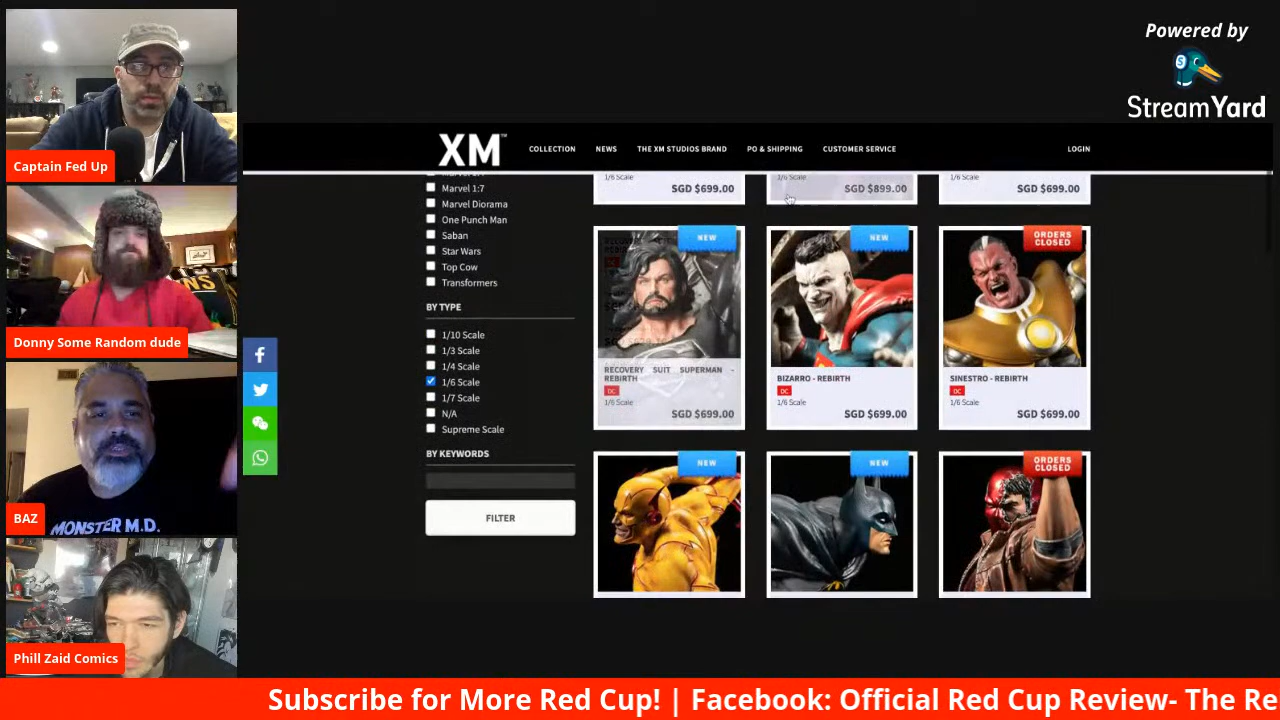 Powered by
StreamYard
Captain Fed Up
Donny Some Random dude
BAZ
MONSTER M.D.
Phill Zaid Comics
XM™
COLLECTION
NEWS
THE XM STUDIOS BRAND
PO & SHIPPING
CUSTOMER SERVICE
LOGIN
Marvel 1:7
Marvel Diorama
One Punch Man
Saban
Star Wars
Top Cow
Transformers
BY TYPE
1/10 Scale
1/3 Scale
1/4 Scale
1/6 Scale
1/7 Scale
N/A
Supreme Scale
BY KEYWORDS
FILTER
1/6 Scale
SGD $699.00
1/6 Scale
SGD $899.00
1/6 Scale
SGD $699.00
NEW
RECOVERY SUIT SUPERMAN -
REBIRTH
DC
1/6 Scale
SGD $699.00
NEW
BIZARRO - REBIRTH
DC
1/6 Scale
SGD $699.00
ORDERS
CLOSED
SINESTRO - REBIRTH
DC
1/6 Scale
SGD $699.00
NEW
NEW
ORDERS
CLOSED
Subscribe for More Red Cup! | Facebook: Official Red Cup Review- The Re